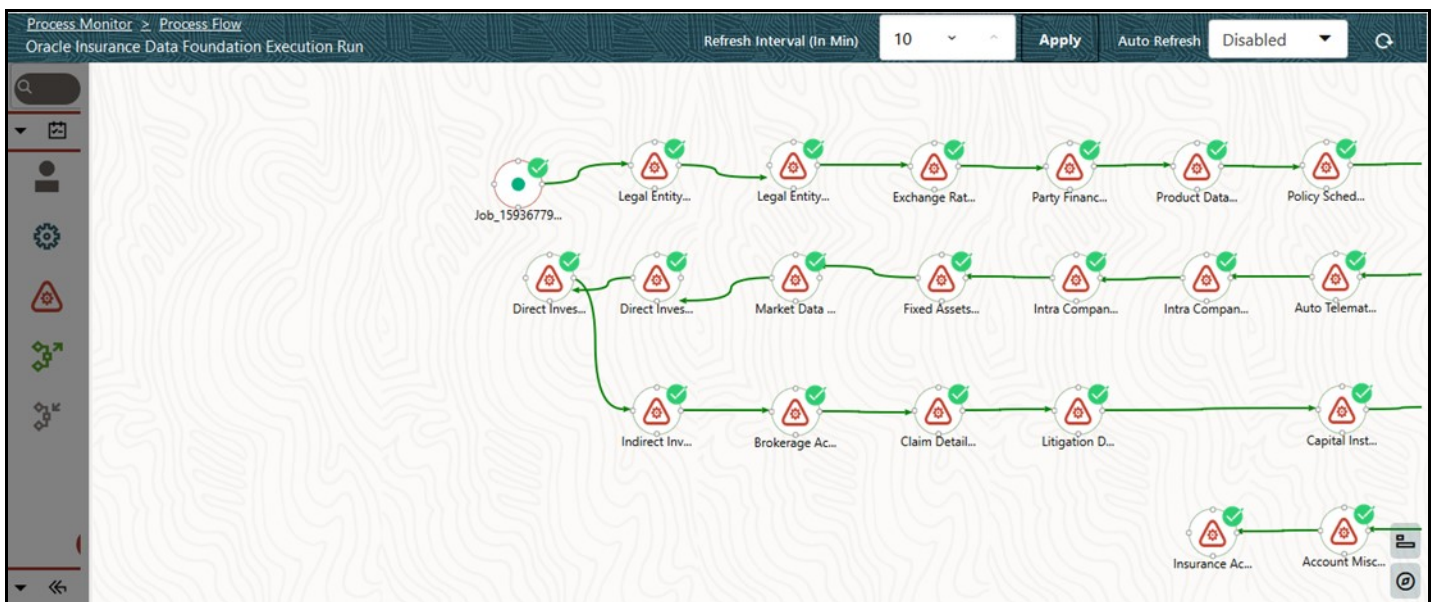 Process Monitor > Process Flow
Oracle Insurance Data Foundation Execution Run
Refresh Interval (In Min)
10
Apply
Auto Refresh
Disabled
Job_15936779...
Legal Entity...
Legal Entity...
Exchange Rat...
Party Financ...
Product Data...
Policy Sched...
Direct Inves...
Direct Inves...
Market Data ...
Fixed Assets...
Intra Compan...
Intra Compan...
Auto Telemat...
Indirect Inv...
Brokerage Ac...
Claim Detail...
Litigation D...
Capital Inst...
Insurance Ac...
Account Misc...